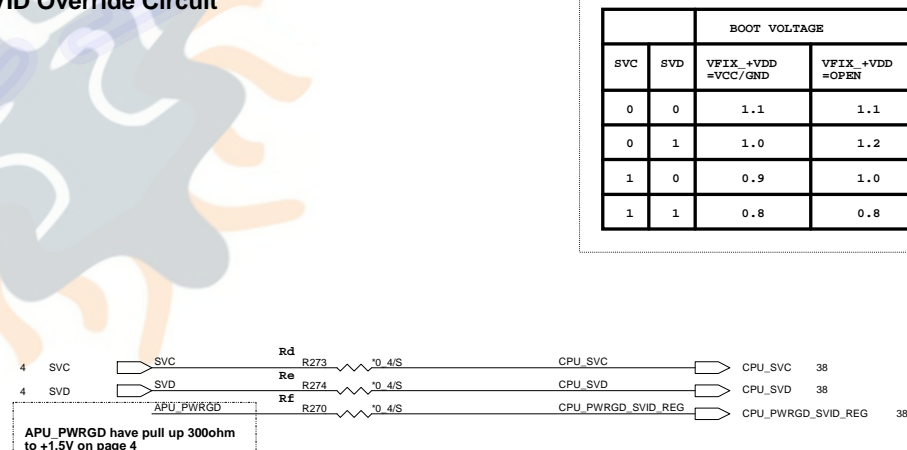 VID Override Circuit
BOOT VOLTAGE
SVC SVD VFIX_+VDD =VCC/GND VFIX_+VDD =OPEN
0 0 1.1 1.1
0 1 1.0 1.2
1 0 0.9 1.0
1 1 0.8 0.8
Rd
4 SVC SVC R273 *0_4/S CPU_SVC CPU_SVC 38
Re
4 SVD SVD R274 *0_4/S CPU_SVD CPU_SVD 38
Rf
APU_PWRGD R270 *0_4/S CPU_PWRGD_SVID_REG CPU_PWRGD_SVID_REG 38
APU_PWRGD have pull up 300ohm
to +1.5V on page 4